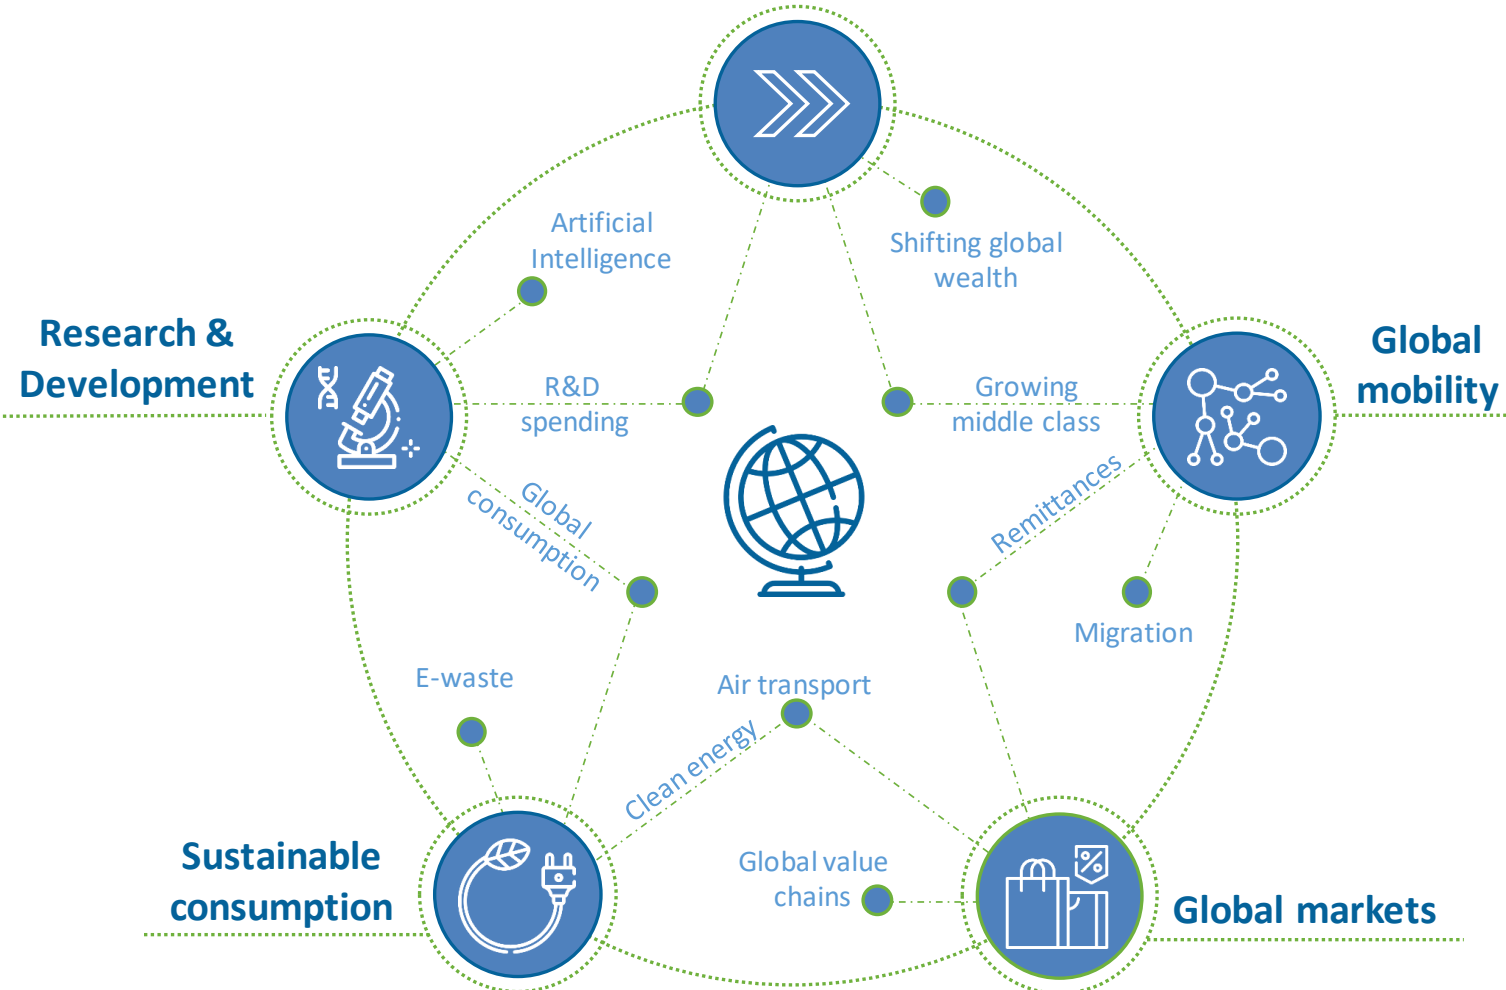 Artificial
Intelligence
Shifting global
wealth
Research &
Development
Global
mobility
R&D
spending
Growing
middle class
Global
consumption
Remittances
Migration
E-waste
Air transport
Clean energy
Sustainable
consumption
Global value
chains
Global markets
%